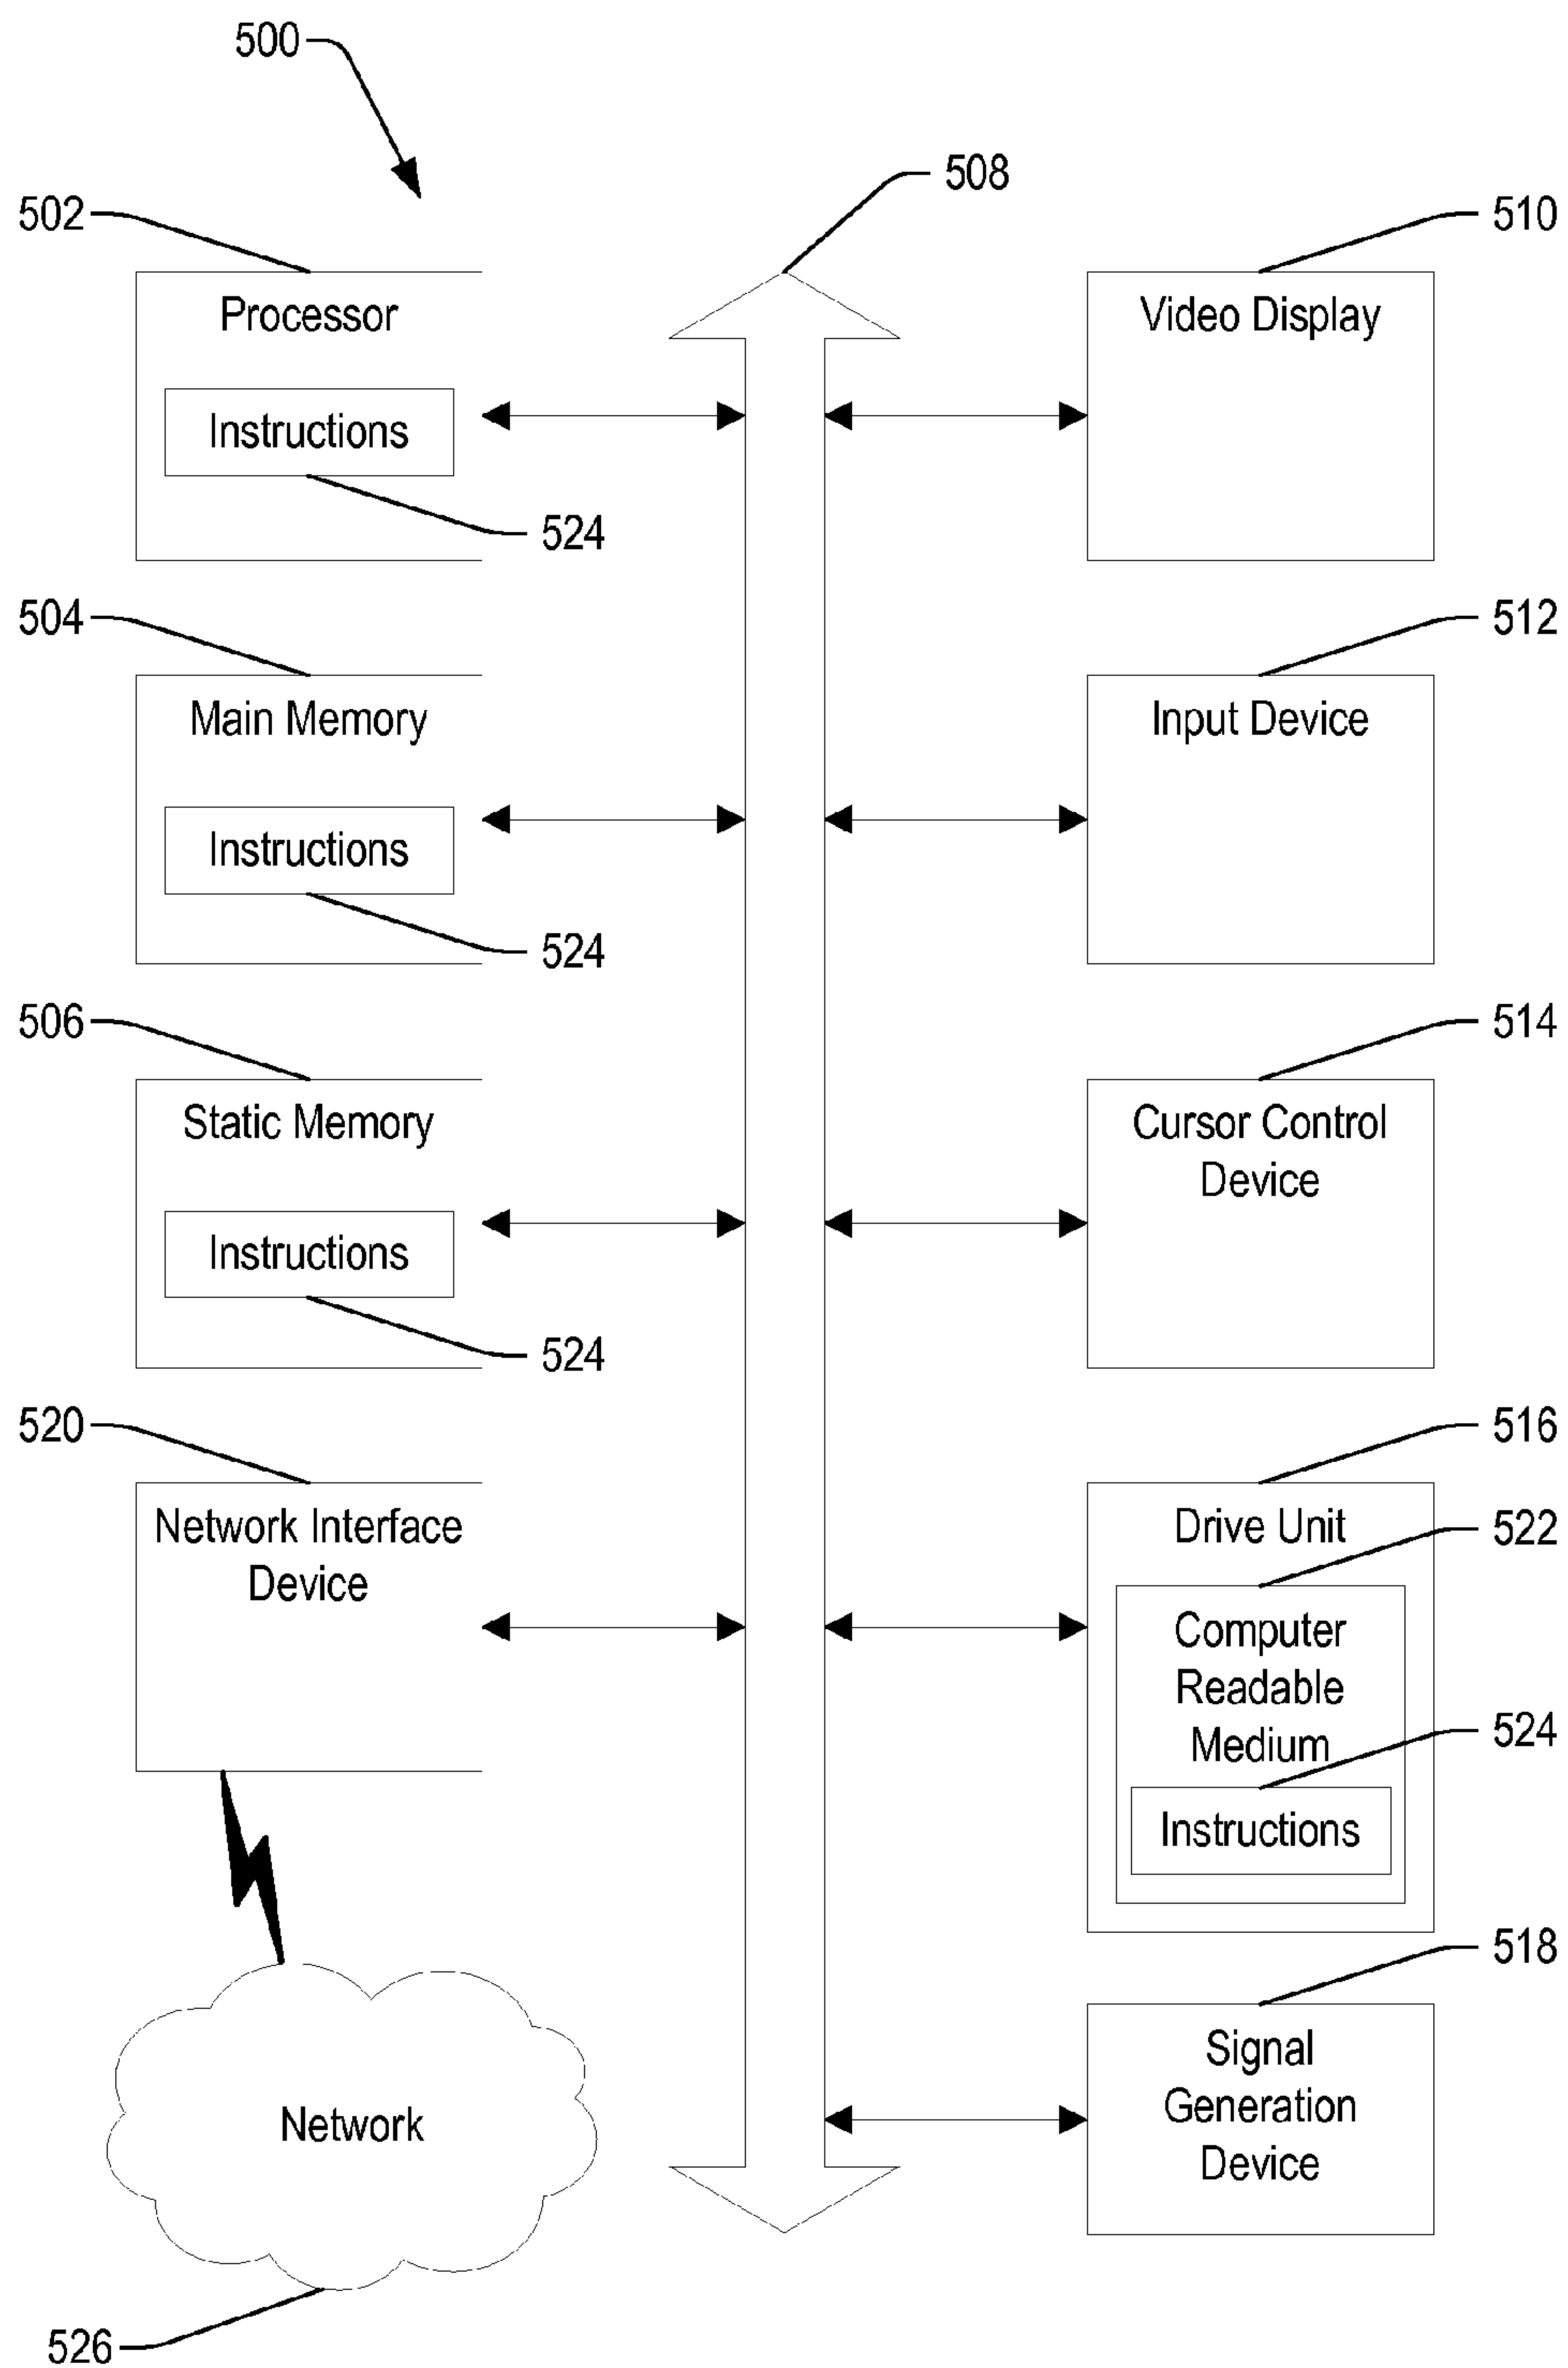 500
508
502
510
Processor
Video Display
Instructions
524
504
512
Main Memory
Input Device
Instructions
524
506
514
Static Memory
Cursor Control
Device
Instructions
524
520
516
Network Interface
Device
Drive Unit
522
Computer
Readable
Medium
524
Instructions
518
Signal
Generation
Device
Network
526